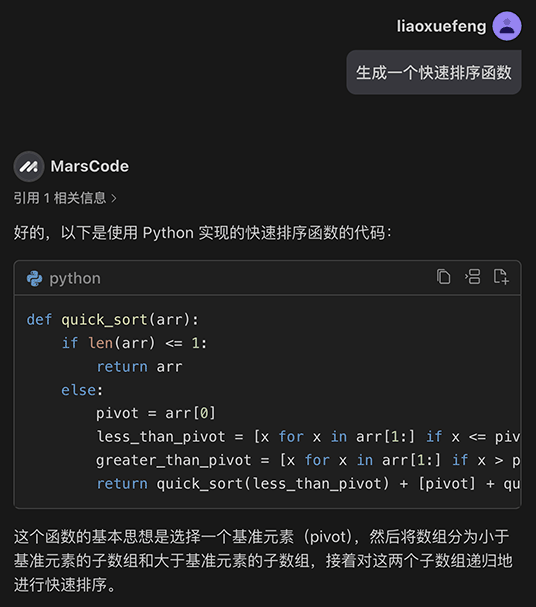 liaoxuefeng
生成一个快速排序函数
MarsCode
引用 1 相关信息 >
好的，以下是使用 Python 实现的快速排序函数的代码：
python
def quick_sort(arr):
    if len(arr) <= 1:
        return arr
    else:
        pivot = arr[0]
        less_than_pivot = [x for x in arr[1:] if x <= piv
        greater_than_pivot = [x for x in arr[1:] if x > p
        return quick_sort(less_than_pivot) + [pivot] + qu
这个函数的基本思想是选择一个基准元素（pivot），然后将数组分为小于
基准元素的子数组和大于基准元素的子数组，接着对这两个子数组递归地
进行快速排序。